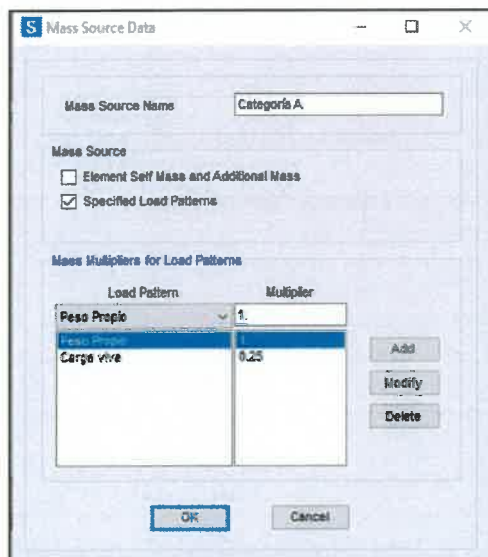 S Mass Source Data
Mass Source Name Categoría A
Mass Source
Element Self Mass and Additional Mass
Specified Load Patterns
Mass Multipliers for Load Patterns
Load Pattern Multiplier
Peso Propio 1.
Peso Propio 1.
Carga viva 0.25
Add
Modify
Delete
OK Cancel